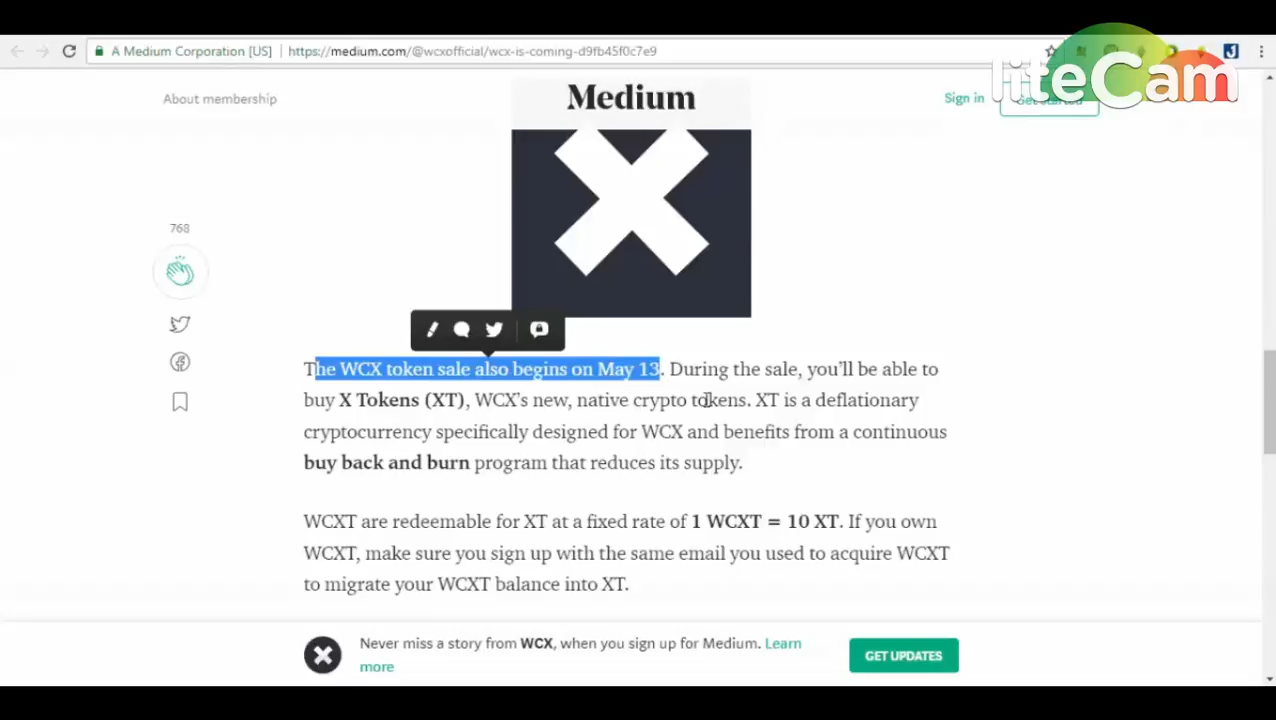 A Medium Corporation [US] | https://medium.com/@wcxofficial/wcx-is-coming-d9fb45f0c7e9
liteCam
About membership
Medium
Sign in
Get started
768
The WCX token sale also begins on May 13. During the sale, you'll be able to
buy X Tokens (XT), WCX's new, native crypto tokens. XT is a deflationary
cryptocurrency specifically designed for WCX and benefits from a continuous
buy back and burn program that reduces its supply.
WCXT are redeemable for XT at a fixed rate of 1 WCXT = 10 XT. If you own
WCXT, make sure you sign up with the same email you used to acquire WCXT
to migrate your WCXT balance into XT.
Never miss a story from WCX, when you sign up for Medium. Learn
more
GET UPDATES